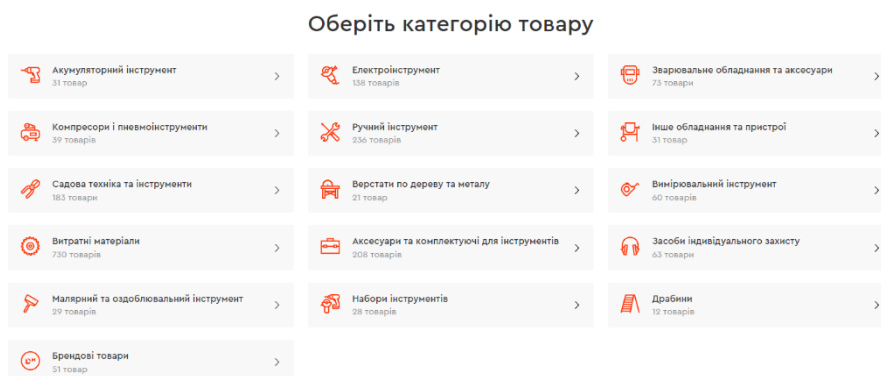 Оберіть категорію товару
Акумуляторний інструмент
31 товар
Електроінструмент
138 товарів
Зварювальне обладнання та аксесуари
73 товари
Компресори і пневмоінструменти
39 товарів
Ручний інструмент
236 товарів
Інше обладнання та пристрої
31 товар
Садова техніка та інструменти
183 товари
Верстати по дереву та металу
21 товар
Вимірювальний інструмент
60 товарів
Витратні матеріали
730 товарів
Аксесуари та комплектуючі для інструментів
208 товарів
Засоби індивідуального захисту
63 товари
Малярний та оздоблювальний інструмент
29 товарів
Набори інструментів
28 товарів
Драбини
12 товарів
Брендові товари
51 товар